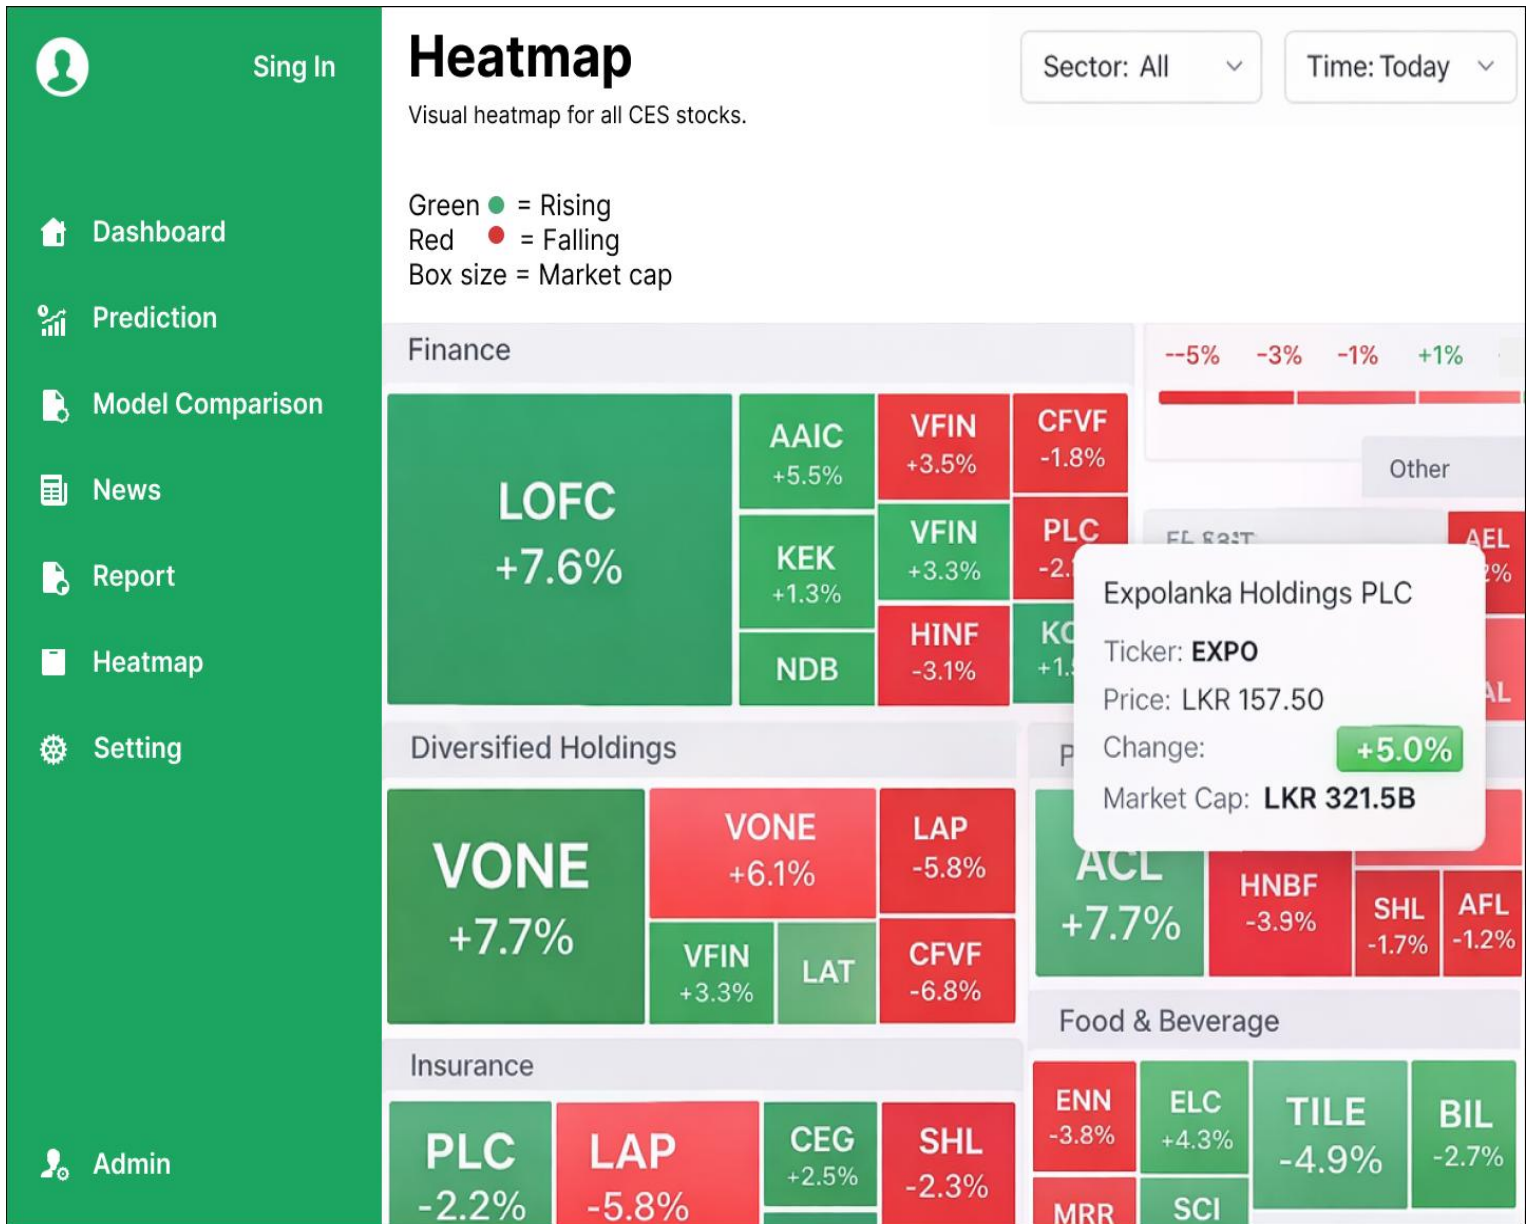 Sing In
Dashboard
Prediction
Model Comparison
News
Report
Heatmap
Setting
Admin
Heatmap
Visual heatmap for all CES stocks.
Sector: All
Time: Today
Green = Rising
Red = Falling
Box size = Market cap
Finance
LOFC
+7.6%
AAIC
+5.5%
KEK
+1.3%
NDB
VFIN
+3.5%
VFIN
+3.3%
HINF
-3.1%
CFVF
-1.8%
PLC
-2.
KC
+1.
--5% -3% -1% +1%
Other
AEL
2%
AL
Expolanka Holdings PLC
Ticker: EXPO
Price: LKR 157.50
Change: +5.0%
Market Cap: LKR 321.5B
Diversified Holdings
VONE
+7.7%
VONE
+6.1%
VFIN
+3.3%
LAT
LAP
-5.8%
CFVF
-6.8%
P
ACL
+7.7%
HNBF
-3.9%
SHL
-1.7%
AFL
-1.2%
Insurance
PLC
-2.2%
LAP
-5.8%
CEG
+2.5%
SHL
-2.3%
Food & Beverage
ENN
-3.8%
MRR
ELC
+4.3%
SCI
TILE
-4.9%
BIL
-2.7%